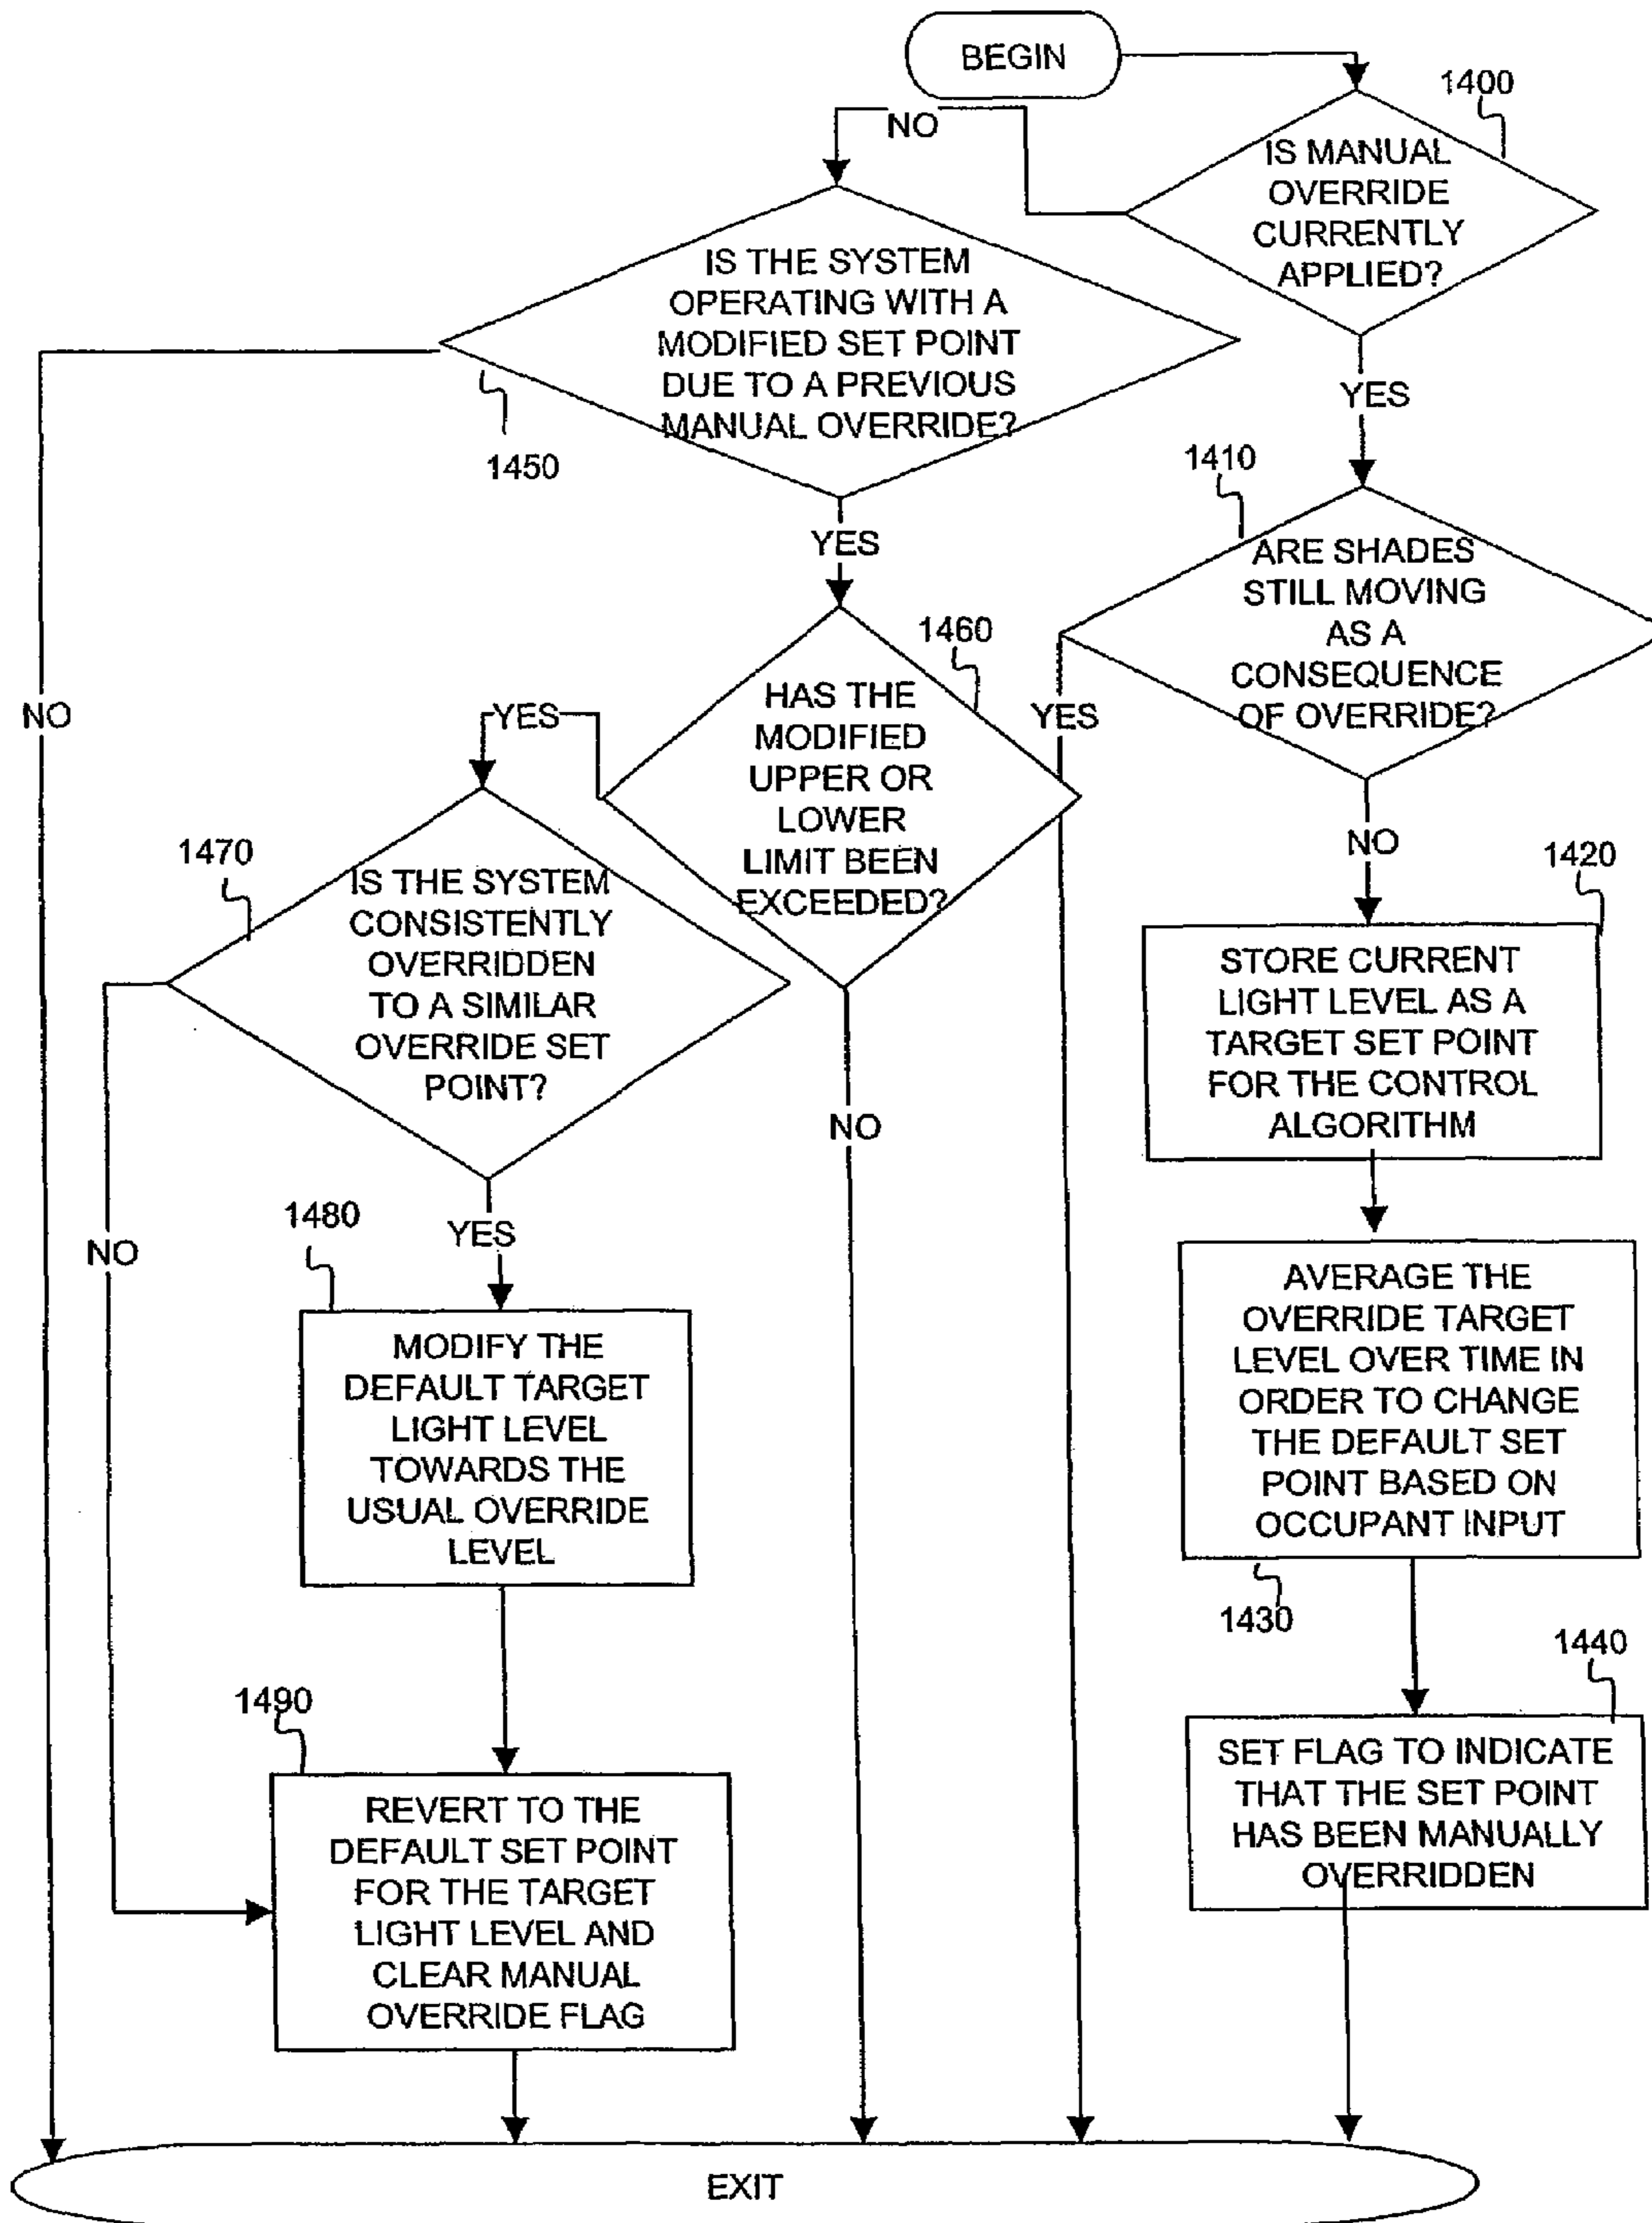 BEGIN
1400
NO
IS MANUAL
OVERRIDE
CURRENTLY
APPLIED?
IS THE SYSTEM
OPERATING WITH A
MODIFIED SET POINT
DUE TO A PREVIOUS
MANUAL OVERRIDE?
1450
YES
YES
1410
ARE SHADES
STILL MOVING
AS A
CONSEQUENCE
OF OVERRIDE?
1460
HAS THE
MODIFIED
UPPER OR
LOWER
LIMIT BEEN
EXCEEDED?
YES
YES
NO
NO
1470
IS THE SYSTEM
CONSISTENTLY
OVERRIDDEN
TO A SIMILAR
OVERRIDE SET
POINT?
1420
STORE CURRENT
LIGHT LEVEL AS A
TARGET SET POINT
FOR THE CONTROL
ALGORITHM
NO
NO
YES
1480
MODIFY THE
DEFAULT TARGET
LIGHT LEVEL
TOWARDS THE
USUAL OVERRIDE
LEVEL
AVERAGE THE
OVERRIDE TARGET
LEVEL OVER TIME IN
ORDER TO CHANGE
THE DEFAULT SET
POINT BASED ON
OCCUPANT INPUT
1430
1440
SET FLAG TO INDICATE
THAT THE SET POINT
HAS BEEN MANUALLY
OVERRIDDEN
1490
REVERT TO THE
DEFAULT SET POINT
FOR THE TARGET
LIGHT LEVEL AND
CLEAR MANUAL
OVERRIDE FLAG
EXIT